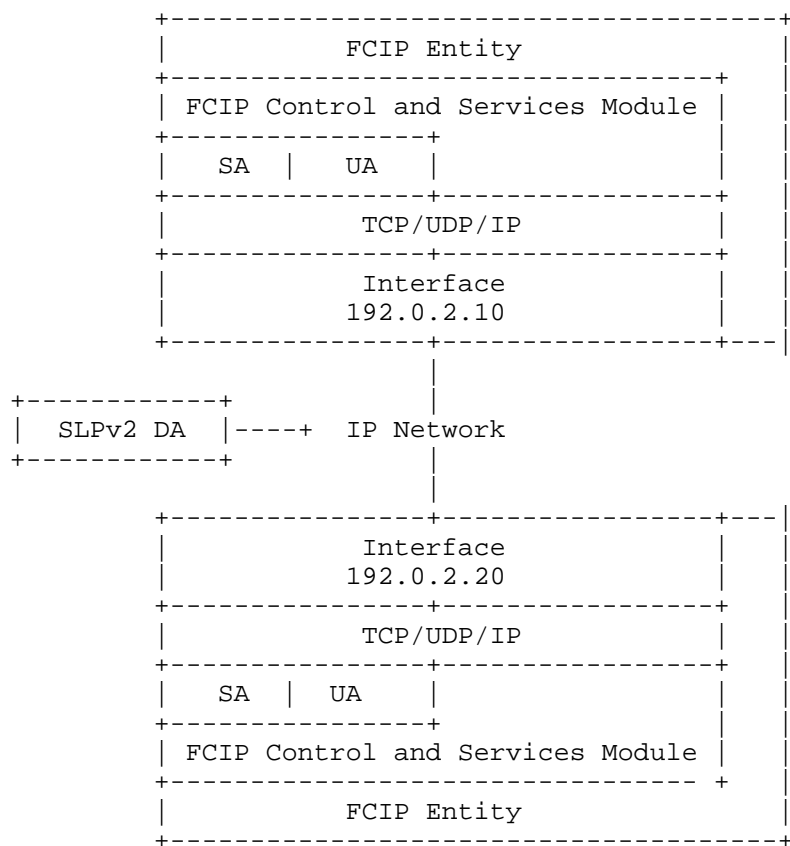 FCIP Entity
FCIP Control and Services Module
SA | UA
TCP/UDP/IP
Interface
192.0.2.10
SLPv2 DA
IP Network
Interface
192.0.2.20
TCP/UDP/IP
SA | UA
FCIP Control and Services Module
FCIP Entity